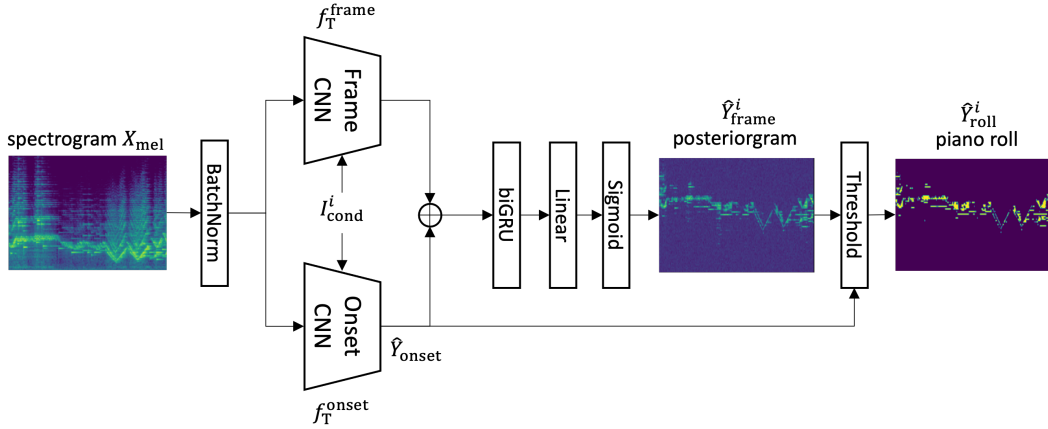 f_T^frame
Frame
CNN
spectrogram X_mel
BatchNorm
I_cond^i
Onset
CNN
Ŷ_onset
f_T^onset
biGRU
Linear
Sigmoid
Ŷ_frame^i
posteriorgram
Threshold
Ŷ_roll^i
piano roll